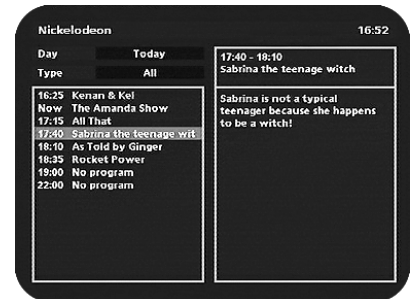 Nickelodeon 16:52
Day Today
Type All
16:25 Kenan & Kel
Now The Amanda Show
17:15 All That
17:40 Sabrina the teenage wit
18:10 As Told by Ginger
18:35 Rocket Power
19:00 No program
22:00 No program
17:40 - 18:10
Sabrina the teenage witch
Sabrina is not a typical
teenager because she happens
to be a witch!